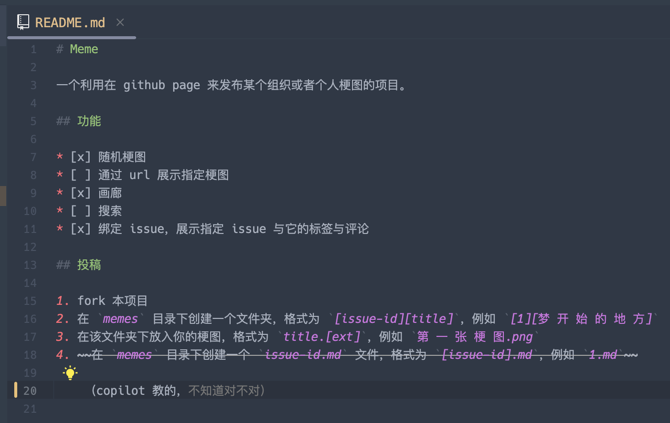 README.md ×
1 # Meme
2
3 一个利用在 github page 来发布某个组织或者个人梗图的项目。
4
5 ## 功能
6
7 * [x] 随机梗图
8 * [ ] 通过 url 展示指定梗图
9 * [x] 画廊
10 * [ ] 搜索
11 * [x] 绑定 issue，展示指定 issue 与它的标签与评论
12
13 ## 投稿
14
15 1. fork 本项目
16 2. 在 `memes` 目录下创建一个文件夹，格式为 `[issue-id][title]`，例如 `[1][梦 开 始 的 地 方]`
17 3. 在该文件夹下放入你的梗图，格式为 `title.[ext]`，例如 `第 一 张 梗 图.png`
18 4. ~~在 `memes` 目录下创建一个 `issue-id.md` 文件，格式为 `[issue-id].md`，例如 `1.md`~~
19
20 （copilot 教的，不知道对不对）
21